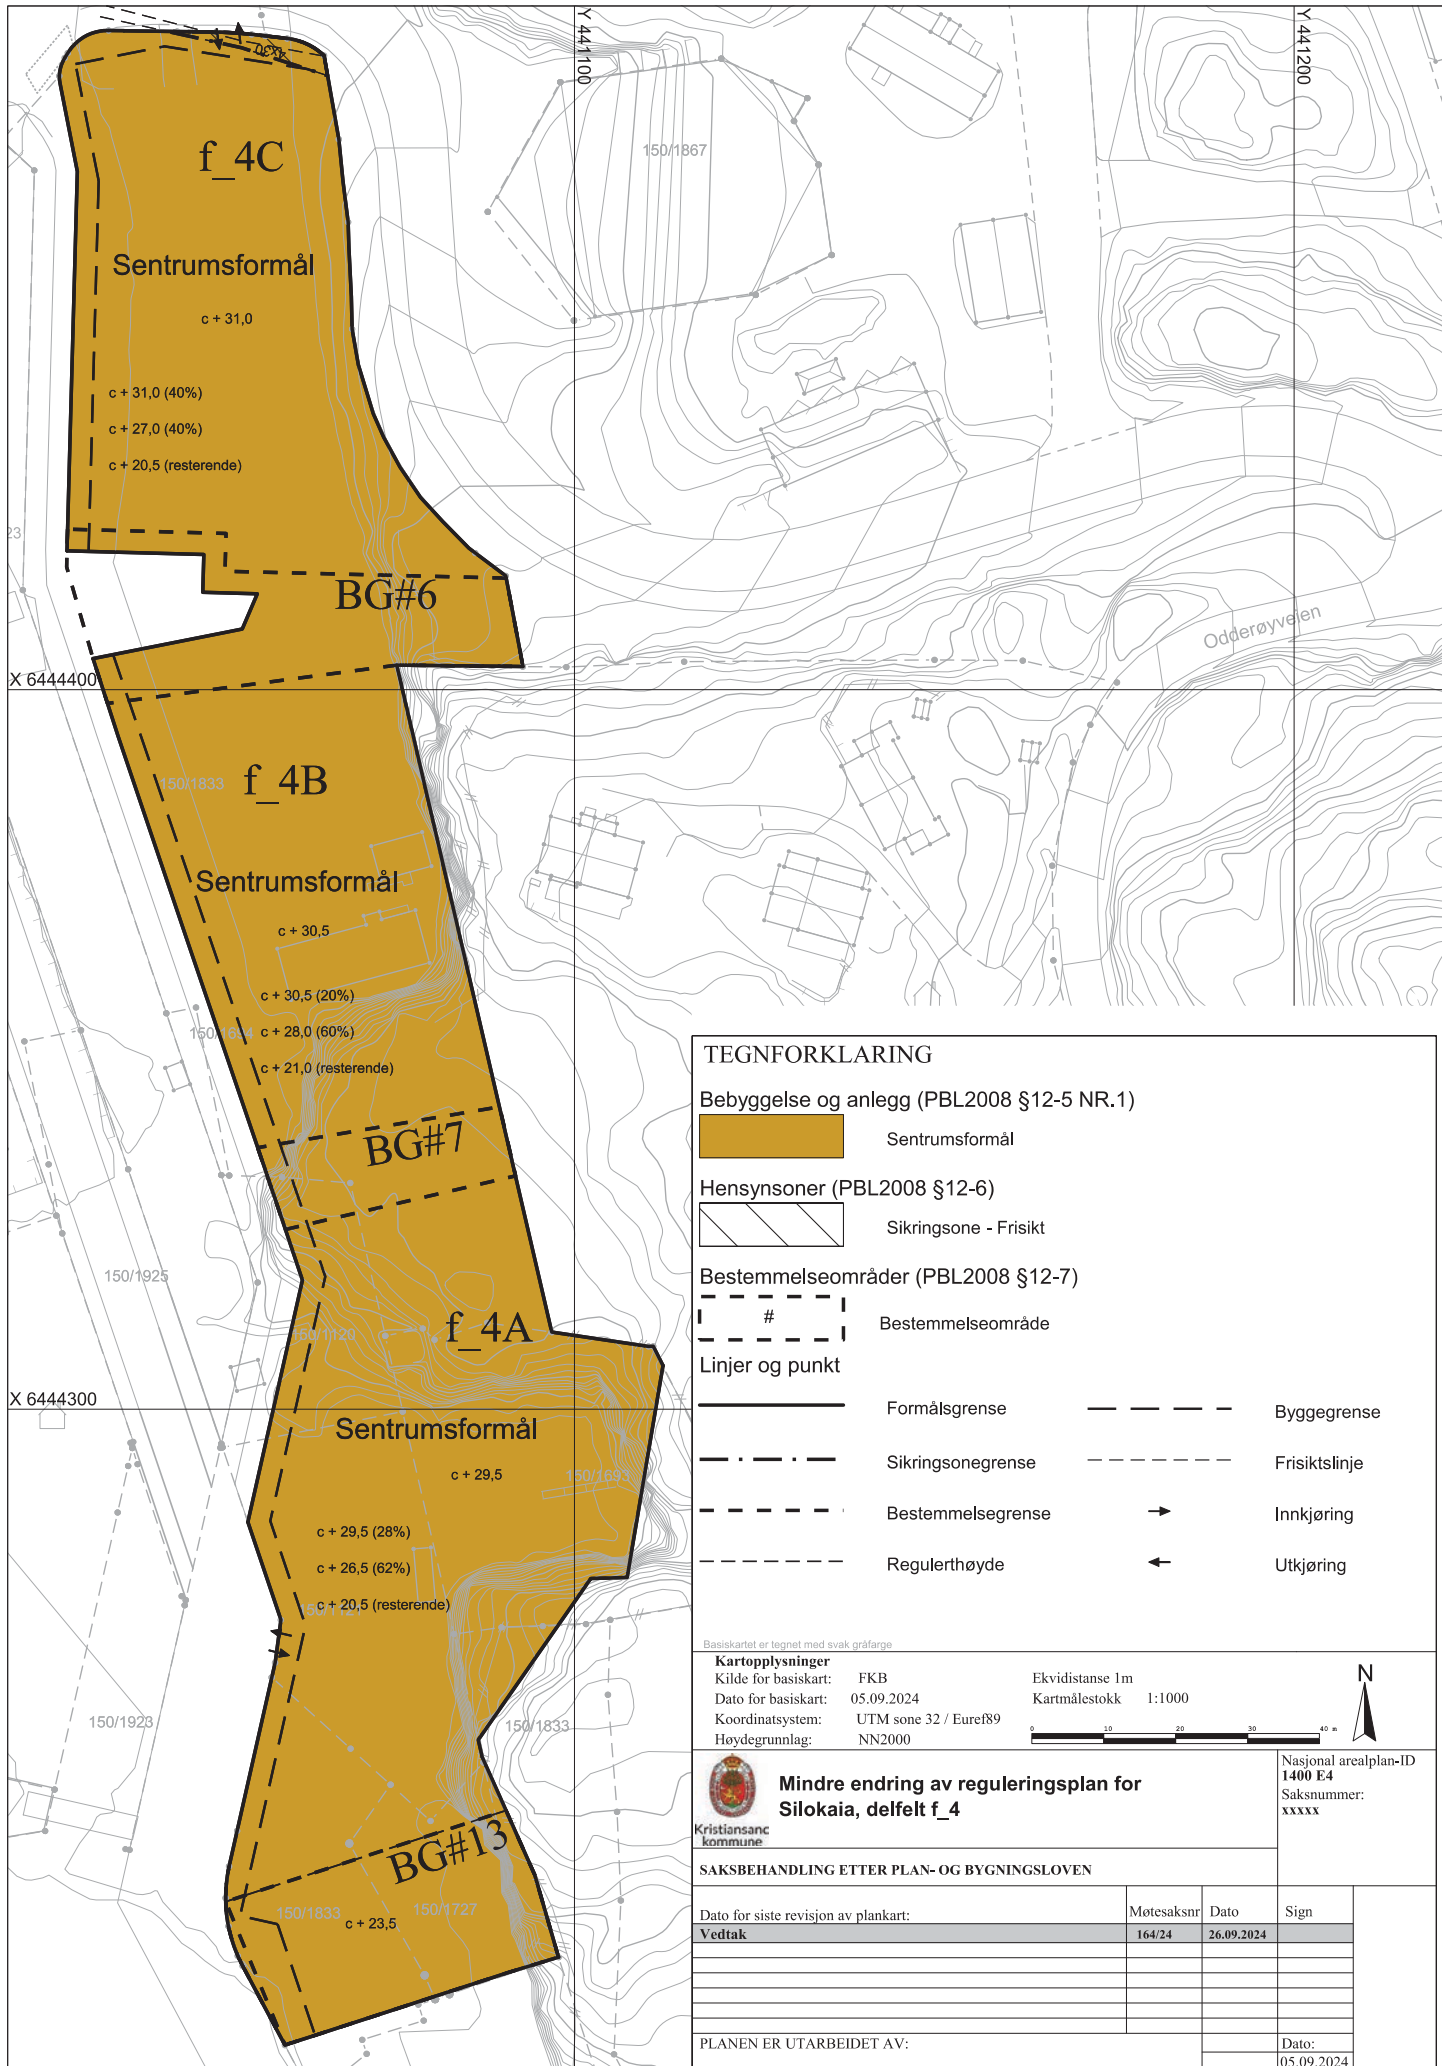 Y 441100
Y 441200
4x30
f_4C
150/1867
Sentrumsformål
c + 31,0
c + 31,0 (40%)
c + 27,0 (40%)
c + 20,5 (resterende)
23
BG#6
Odderøyveien
X 6444400
150/1833
f_4B
Sentrumsformål
c + 30,5
c + 30,5 (20%)
c + 28,0 (60%)
c + 21,0 (resterende)
BG#7
150/1925
150/1120
f_4A
X 6444300
Sentrumsformål
c + 29,5
c + 29,5 (28%)
c + 26,5 (62%)
c + 20,5 (resterende)
150/1923
150/1833
BG#13
150/1833
150/1727
c + 23,5
TEGNFORKLARING
Bebyggelse og anlegg (PBL2008 §12-5 NR.1)
Sentrumsformål
Hensynsoner (PBL2008 §12-6)
Sikringsone - Frisikt
Bestemmelseområder (PBL2008 §12-7)
#
Bestemmelseområde
Linjer og punkt
Formålsgrense
Byggegrense
Sikringsonegrense
Frisiktslinje
Bestemmelsegrense
Innkjøring
Regulerthøyde
Utkjøring
Basiskartet er tegnet med svak gråfarge
Kartopplysninger
Kilde for basiskart: FKB
Ekvidistanse 1m
Dato for basiskart: 05.09.2024
Kartmålestokk 1:1000
Koordinatsystem: UTM sone 32 / Euref89
Høydegrunnlag: NN2000
0 10 20 30 40 m
N
Mindre endring av reguleringsplan for
Silokaia, delfelt f_4
Kristiansanc
kommune
Nasjonal arealplan-ID
1400 E4
Saksnummer:
xxxxx
SAKSBEHANDLING ETTER PLAN- OG BYGNINGSLOVEN
Dato for siste revisjon av plankart:
Møtesaksnr Dato Sign
Vedtak 164/24 26.09.2024
PLANEN ER UTARBEIDET AV:
Dato:
05.09.2024